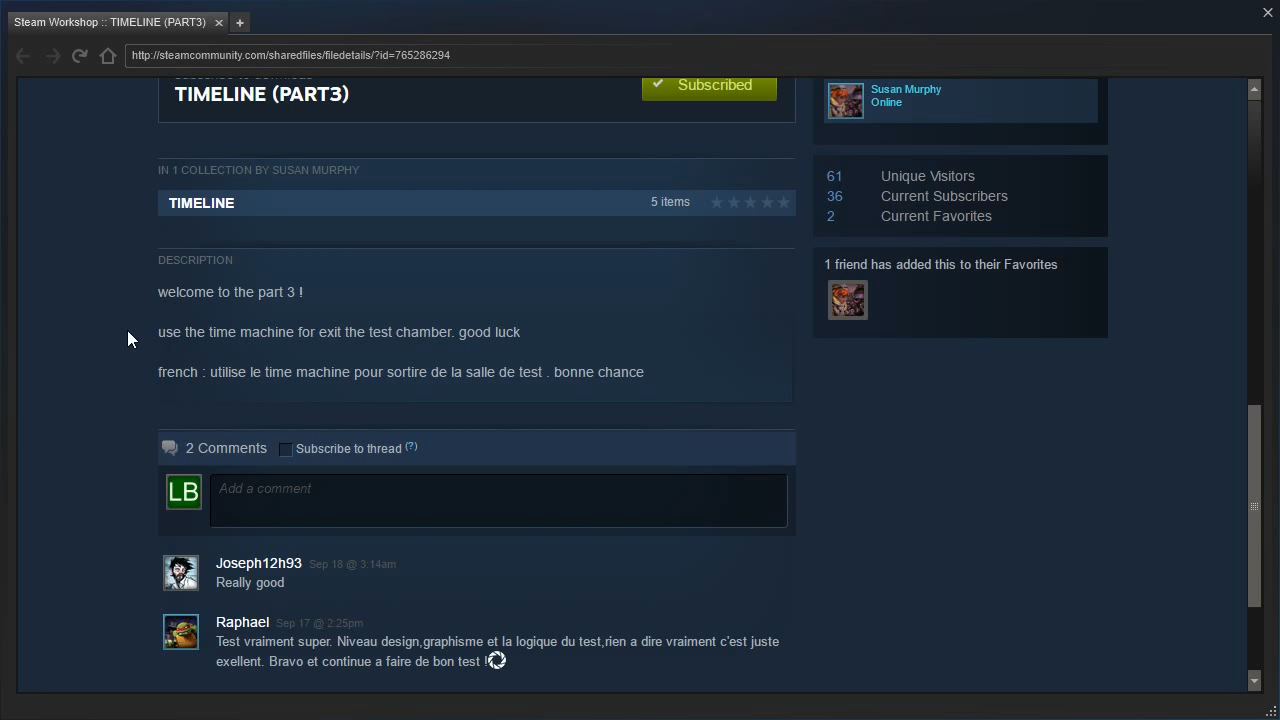 Steam Workshop :: TIMELINE (PART3)
http://steamcommunity.com/sharedfiles/filedetails/?id=765286294
TIMELINE (PART3)
Subscribed
Susan Murphy
Online
IN 1 COLLECTION BY SUSAN MURPHY
TIMELINE 5 items
61 Unique Visitors
36 Current Subscribers
2 Current Favorites
1 friend has added this to their Favorites
DESCRIPTION
welcome to the part 3 !
use the time machine for exit the test chamber. good luck
french : utilise le time machine pour sortire de la salle de test . bonne chance
2 Comments Subscribe to thread (?)
LB Add a comment
Joseph12h93 Sep 18 @ 3:14am
Really good
Raphael Sep 17 @ 2:25pm
Test vraiment super. Niveau design,graphisme et la logique du test,rien a dire vraiment c'est juste
exellent. Bravo et continue a faire de bon test !